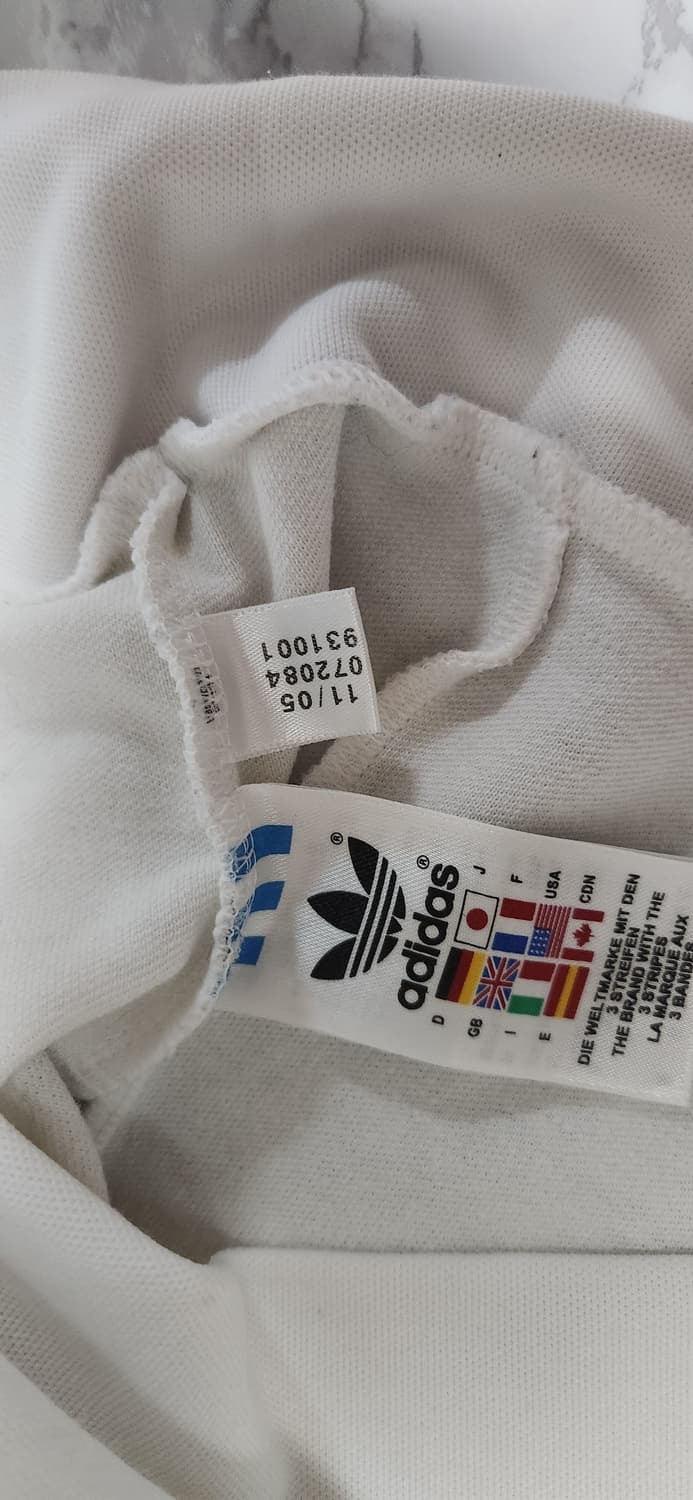 11/05
072084
931001
®
®
adidas
J
F
USA
CDN
D
GB
I
E
DIE WELTMARKE MIT DEN
3 STREIFEN
THE BRAND WITH THE
3 STRIPES
LA MARQUE AUX
3 BANDES